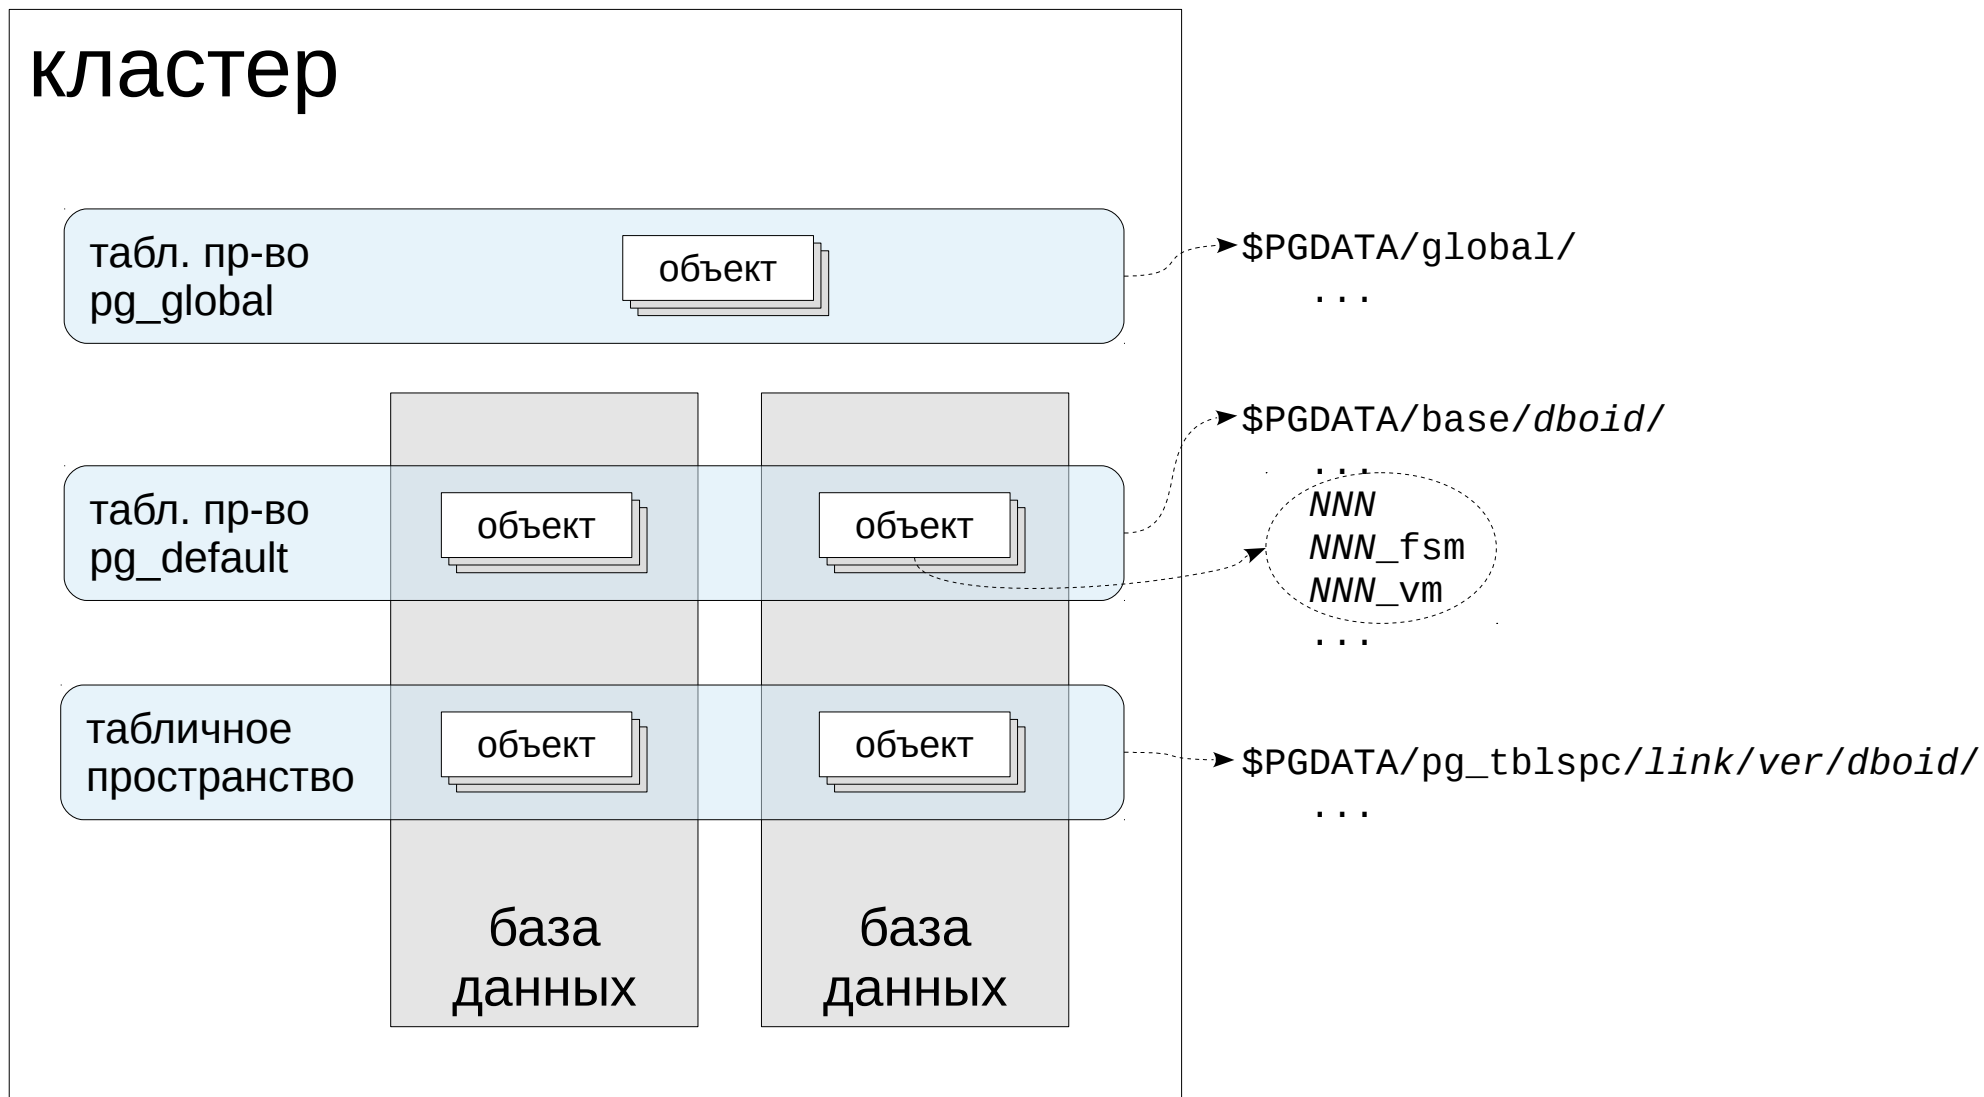 кластер
табл. пр-во
pg_global
объект
$PGDATA/global/
...
табл. пр-во
pg_default
объект
объект
$PGDATA/base/dboid/
...
NNN
NNN_fsm
NNN_vm
...
табличное
пространство
объект
объект
$PGDATA/pg_tblspc/link/ver/dboid/
...
база
данных
база
данных